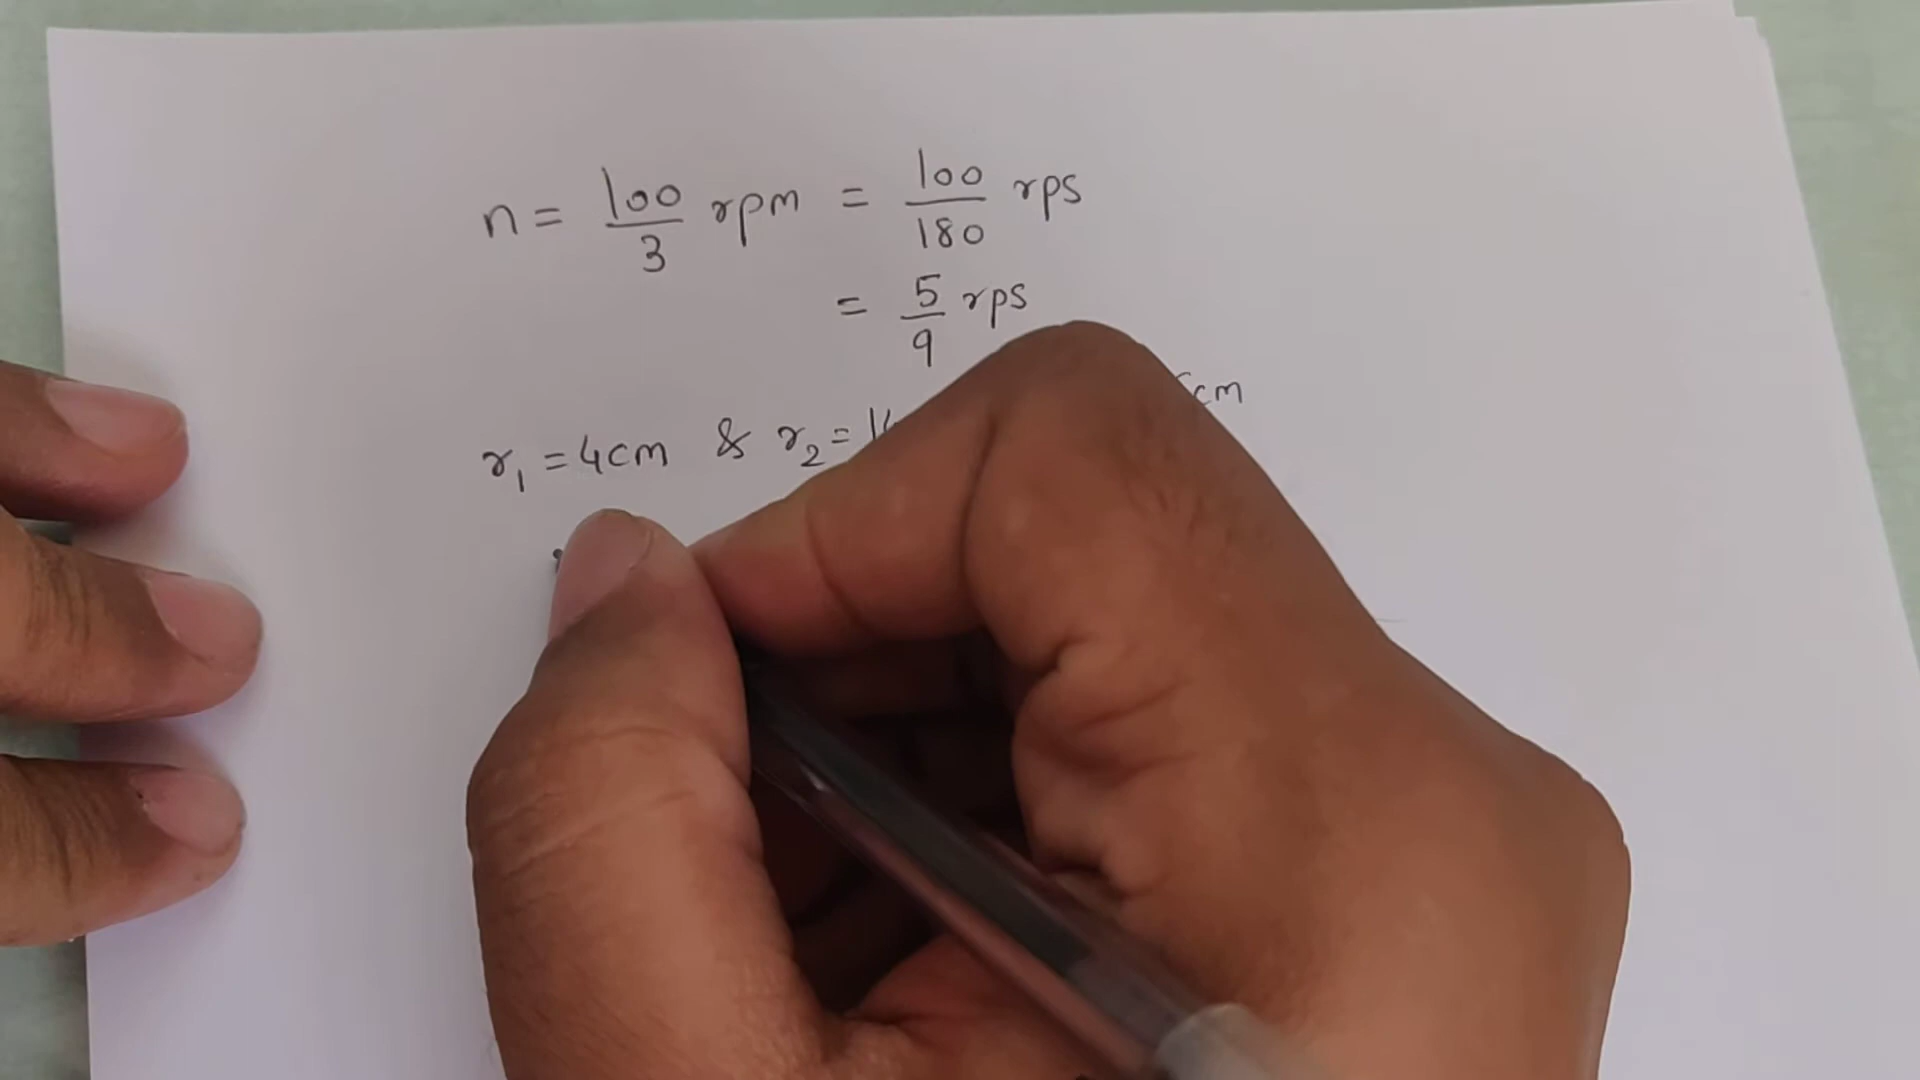 n = 100/3 rpm = 100/180 rps
= 5/9 rps
r₁ = 4cm & r₂ = cm